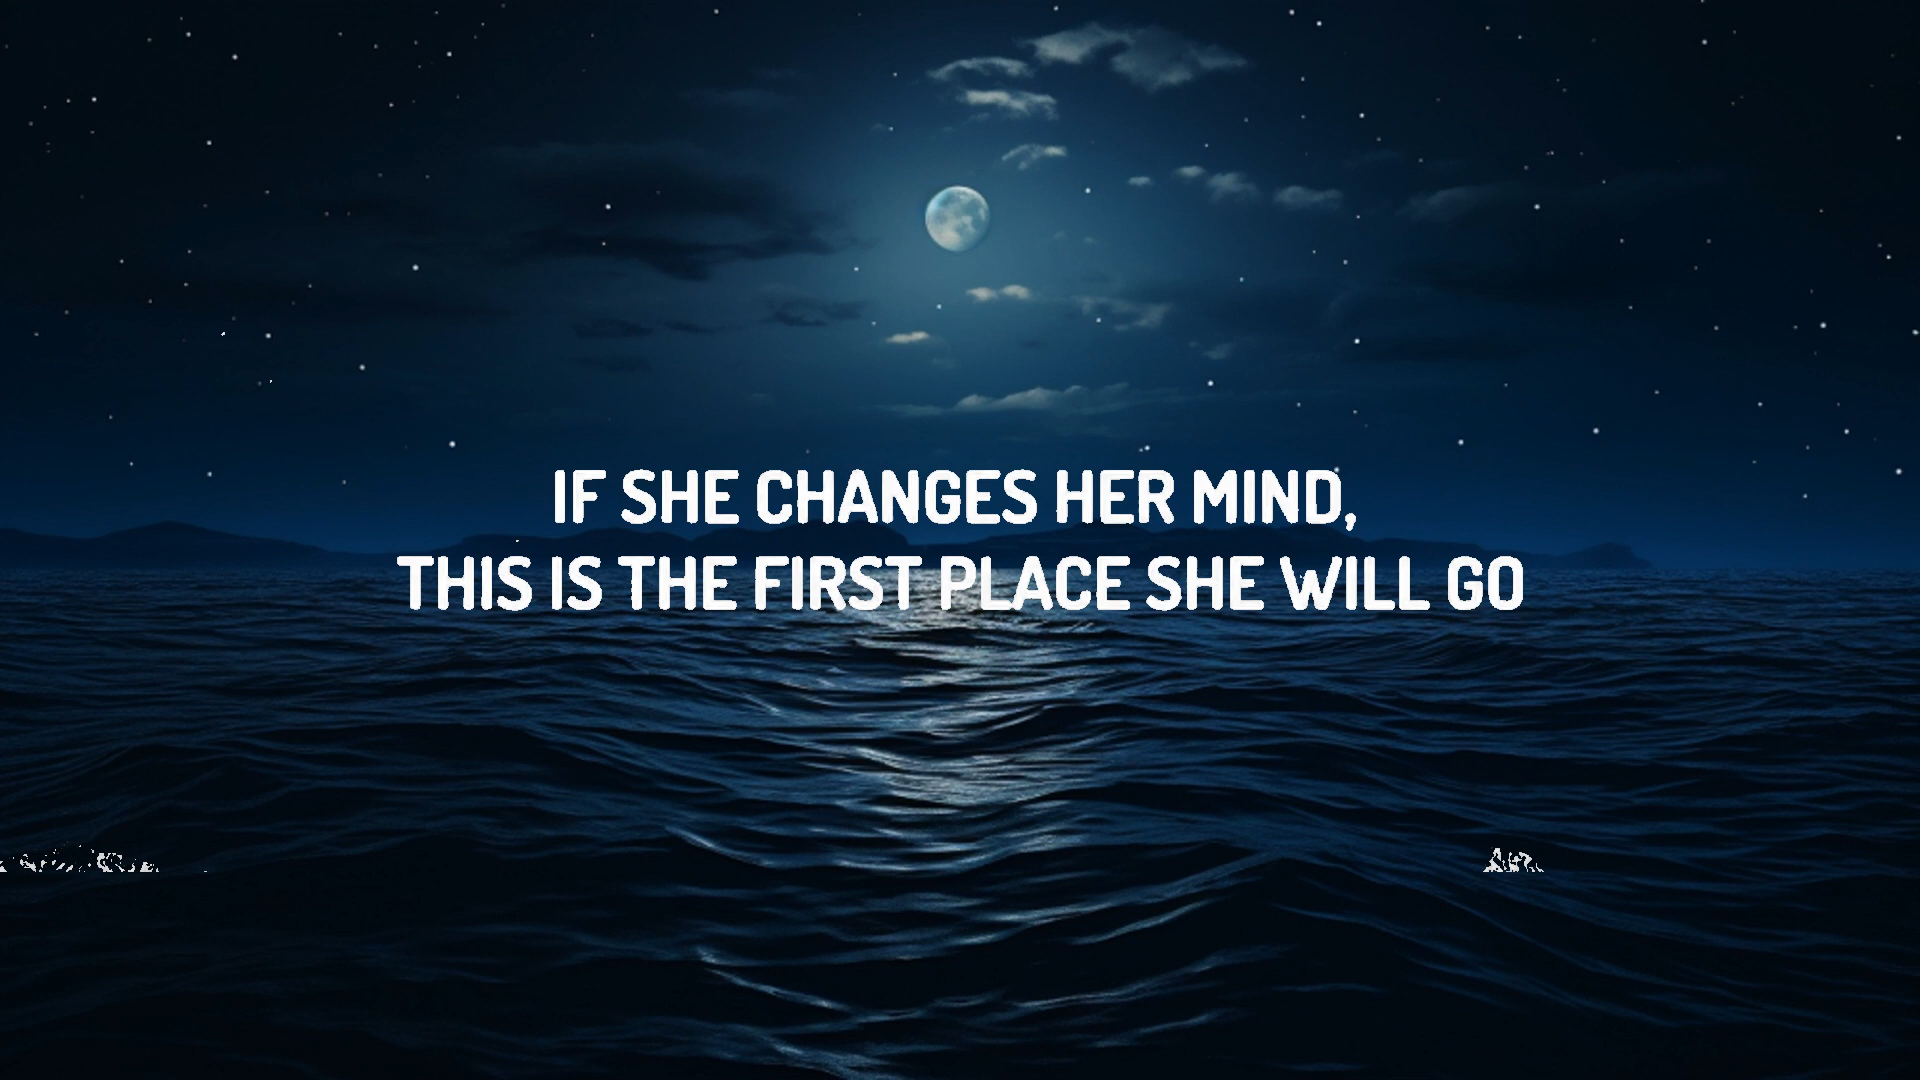 IF SHE CHANGES HER MIND,
THIS IS THE FIRST PLACE SHE WILL GO